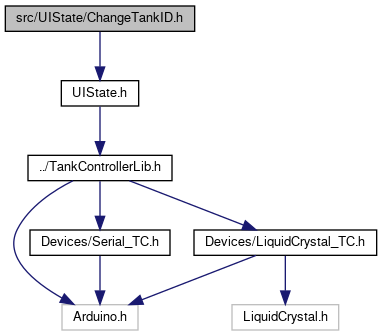 src/UIState/ChangeTankID.h
UIState.h
../TankControllerLib.h
Devices/Serial_TC.h
Devices/LiquidCrystal_TC.h
Arduino.h
LiquidCrystal.h